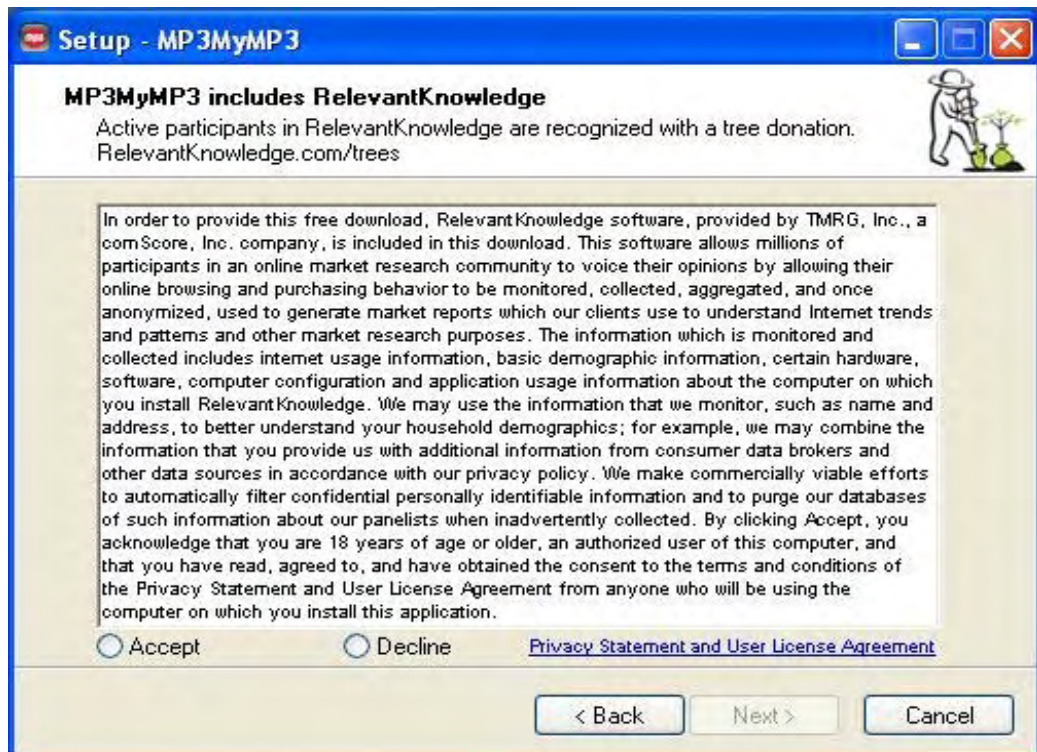 Setup - MP3MyMP3
MP3MyMP3 includes RelevantKnowledge
Active participants in RelevantKnowledge are recognized with a tree donation.
RelevantKnowledge.com/trees
In order to provide this free download, RelevantKnowledge software, provided by TMRG, Inc., a
comScore, Inc. company, is included in this download. This software allows millions of
participants in an online market research community to voice their opinions by allowing their
online browsing and purchasing behavior to be monitored, collected, aggregated, and once
anonymized, used to generate market reports which our clients use to understand Internet trends
and patterns and other market research purposes. The information which is monitored and
collected includes internet usage information, basic demographic information, certain hardware,
software, computer configuration and application usage information about the computer on which
you install RelevantKnowledge. We may use the information that we monitor, such as name and
address, to better understand your household demographics; for example, we may combine the
information that you provide us with additional information from consumer data brokers and
other data sources in accordance with our privacy policy. We make commercially viable efforts
to automatically filter confidential personally identifiable information and to purge our databases
of such information about our panelists when inadvertently collected. By clicking Accept, you
acknowledge that you are 18 years of age or older, an authorized user of this computer, and
that you have read, agreed to, and have obtained the consent to the terms and conditions of
the Privacy Statement and User License Agreement from anyone who will be using the
computer on which you install this application.
Accept Decline Privacy Statement and User License Agreement
< Back Next > Cancel